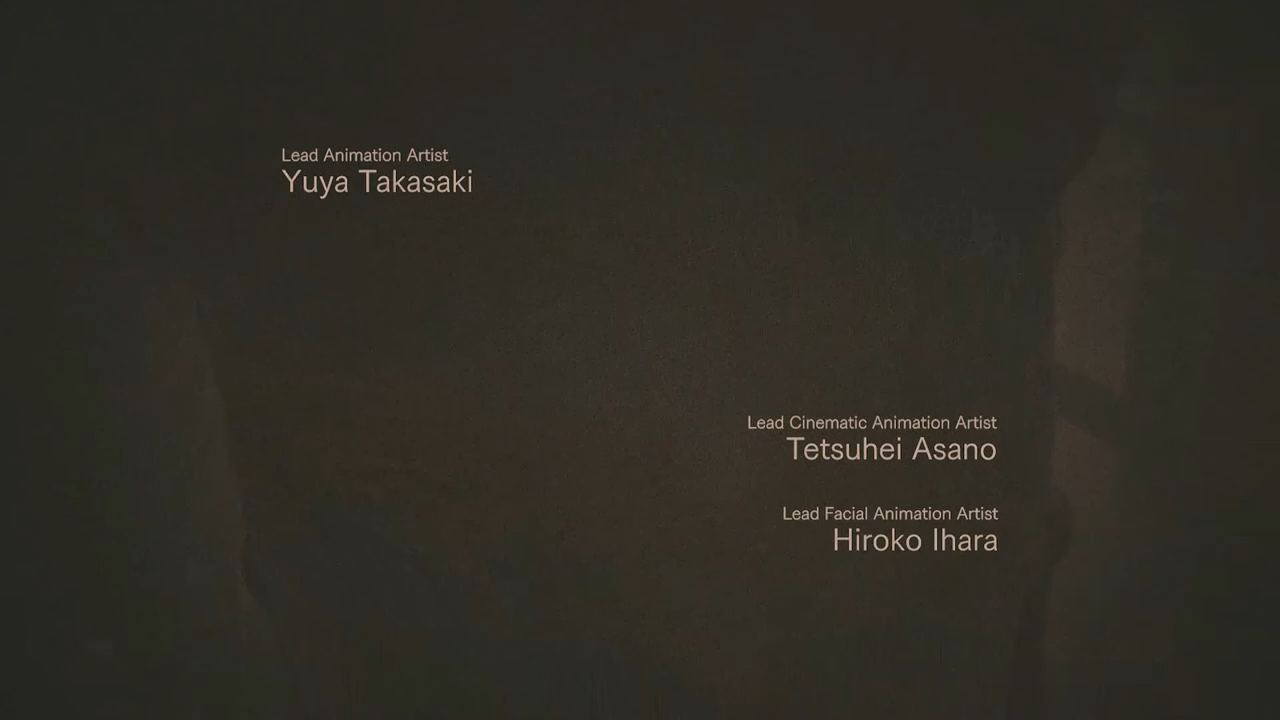 Lead Animation Artist
Yuya Takasaki
Lead Cinematic Animation Artist
Tetsuhei Asano
Lead Facial Animation Artist
Hiroko Ihara